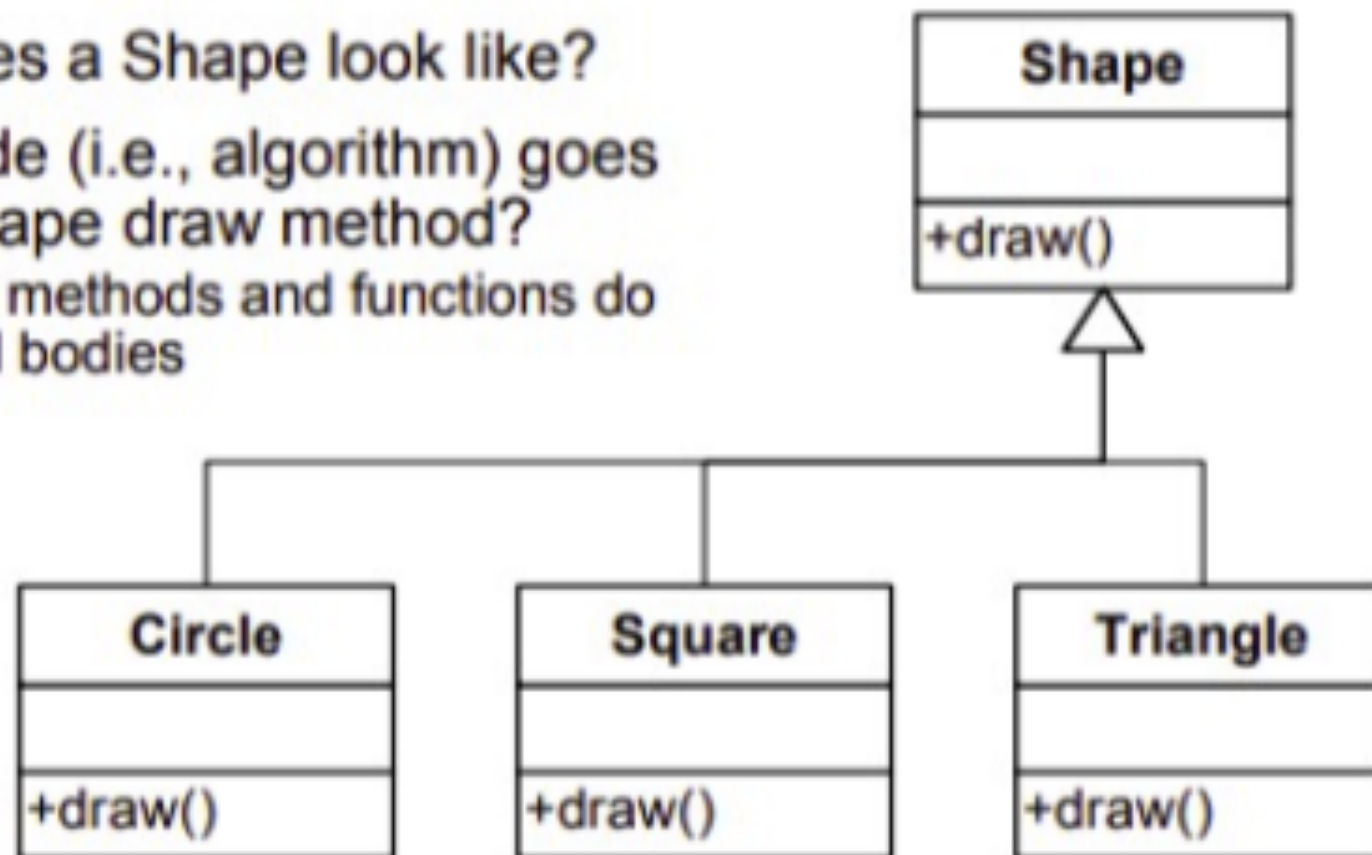 es a Shape look like?
de (i.e., algorithm) goes
ape draw method?
methods and functions do
bodies
Shape
+draw()
Circle
Square
Triangle
+draw()
+draw()
+draw()